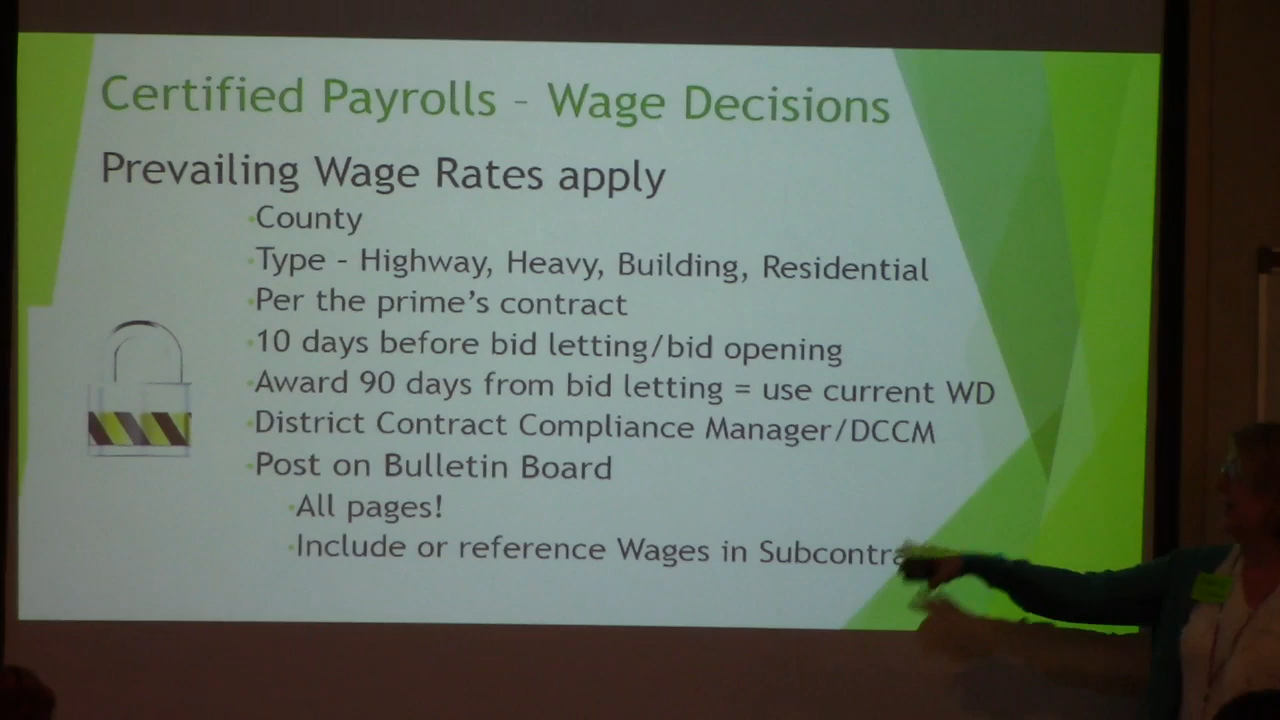 Certified Payrolls – Wage Decisions
Prevailing Wage Rates apply
•County
•Type – Highway, Heavy, Building, Residential
•Per the prime's contract
•10 days before bid letting/bid opening
•Award 90 days from bid letting = use current WD
•District Contract Compliance Manager/DCCM
•Post on Bulletin Board
•All pages!
•Include or reference Wages in